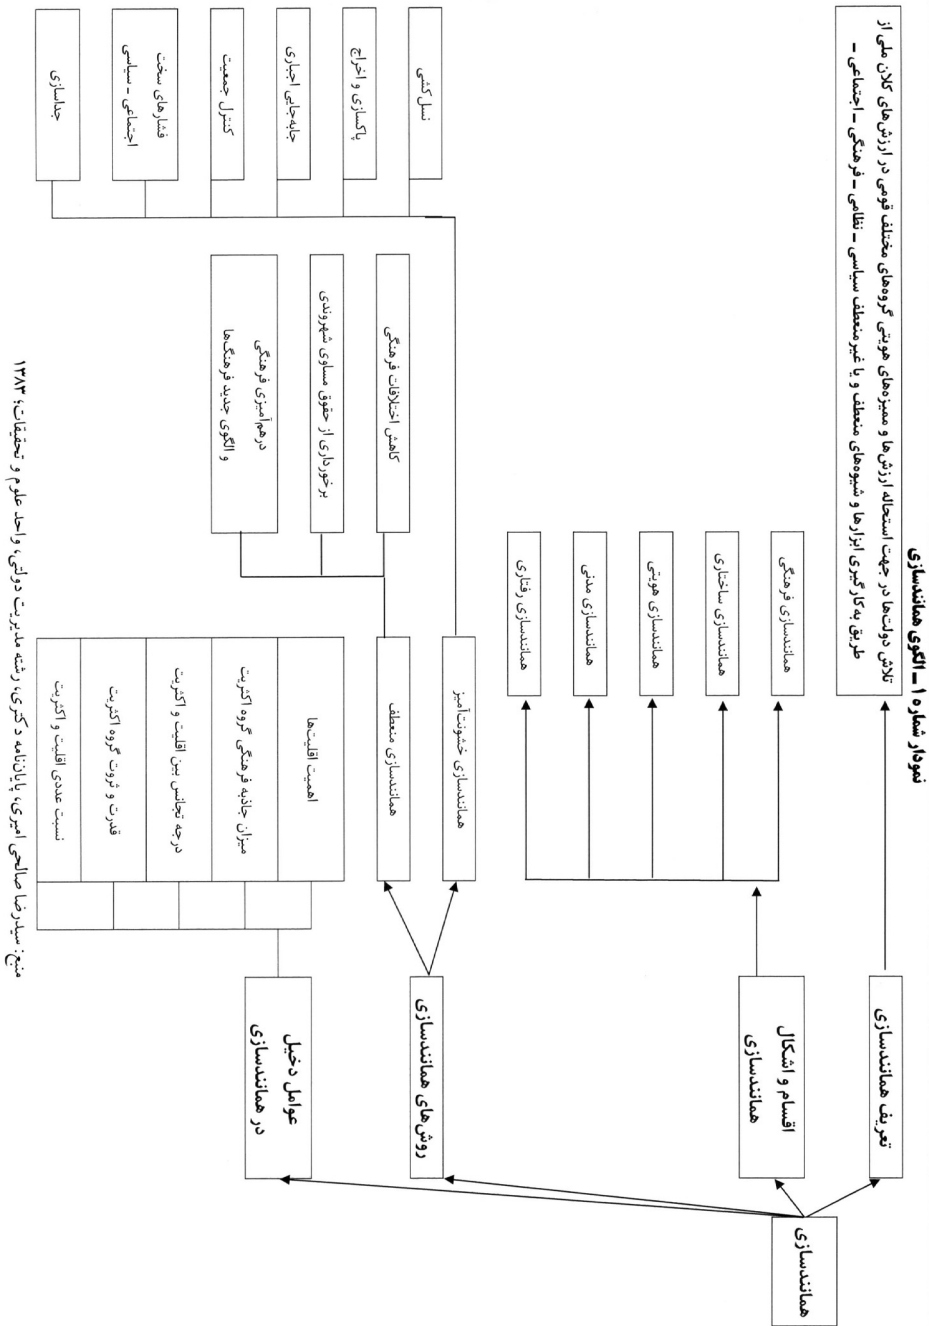 نمودار شماره ۱ ـ الگوی همانندسازی
همانندسازی
تعریف همانندسازی
تلاش دولت‌ها در جهت استحاله ارزش‌ها و ممیزه‌های هویتی گروه‌های مختلف قومی در ارزش‌های کلان ملی از
طریق به‌کارگیری ابزارها و شیوه‌های منعطف و یا غیرمنعطف سیاسی ـ نظامی ـ فرهنگی ـ اجتماعی ـ
اقسام و اشکال
همانندسازی
همانندسازی فرهنگی
همانندسازی ساختاری
همانندسازی هویتی
همانندسازی مدنی
همانندسازی رفتاری
روش‌های همانندسازی
همانندسازی خشونت‌آمیز
نسل‌کشی
پاکسازی و اخراج
جابه‌جایی اجباری
کنترل جمعیت
فشارهای سخت
اجتماعی ـ سیاسی
جداسازی
همانندسازی منعطف
کاهش اختلافات فرهنگی
برخورداری از حقوق مساوی شهروندی
درهم‌آمیزی فرهنگی
و الگوی جدید فرهنگ‌ها
عوامل دخیل
در همانندسازی
اهمیت اقلیت‌ها
میزان جاذبه فرهنگی گروه اکثریت
درجه تجانس بین اقلیت و اکثریت
قدرت و ثروت گروه اکثریت
نسبت عددی اقلیت و اکثریت
منبع: سیدرضا صالحی امیری، پایان‌نامه دکتری، رشته مدیریت دولتی، واحد علوم و تحقیقات؛ ۱۳۸۳